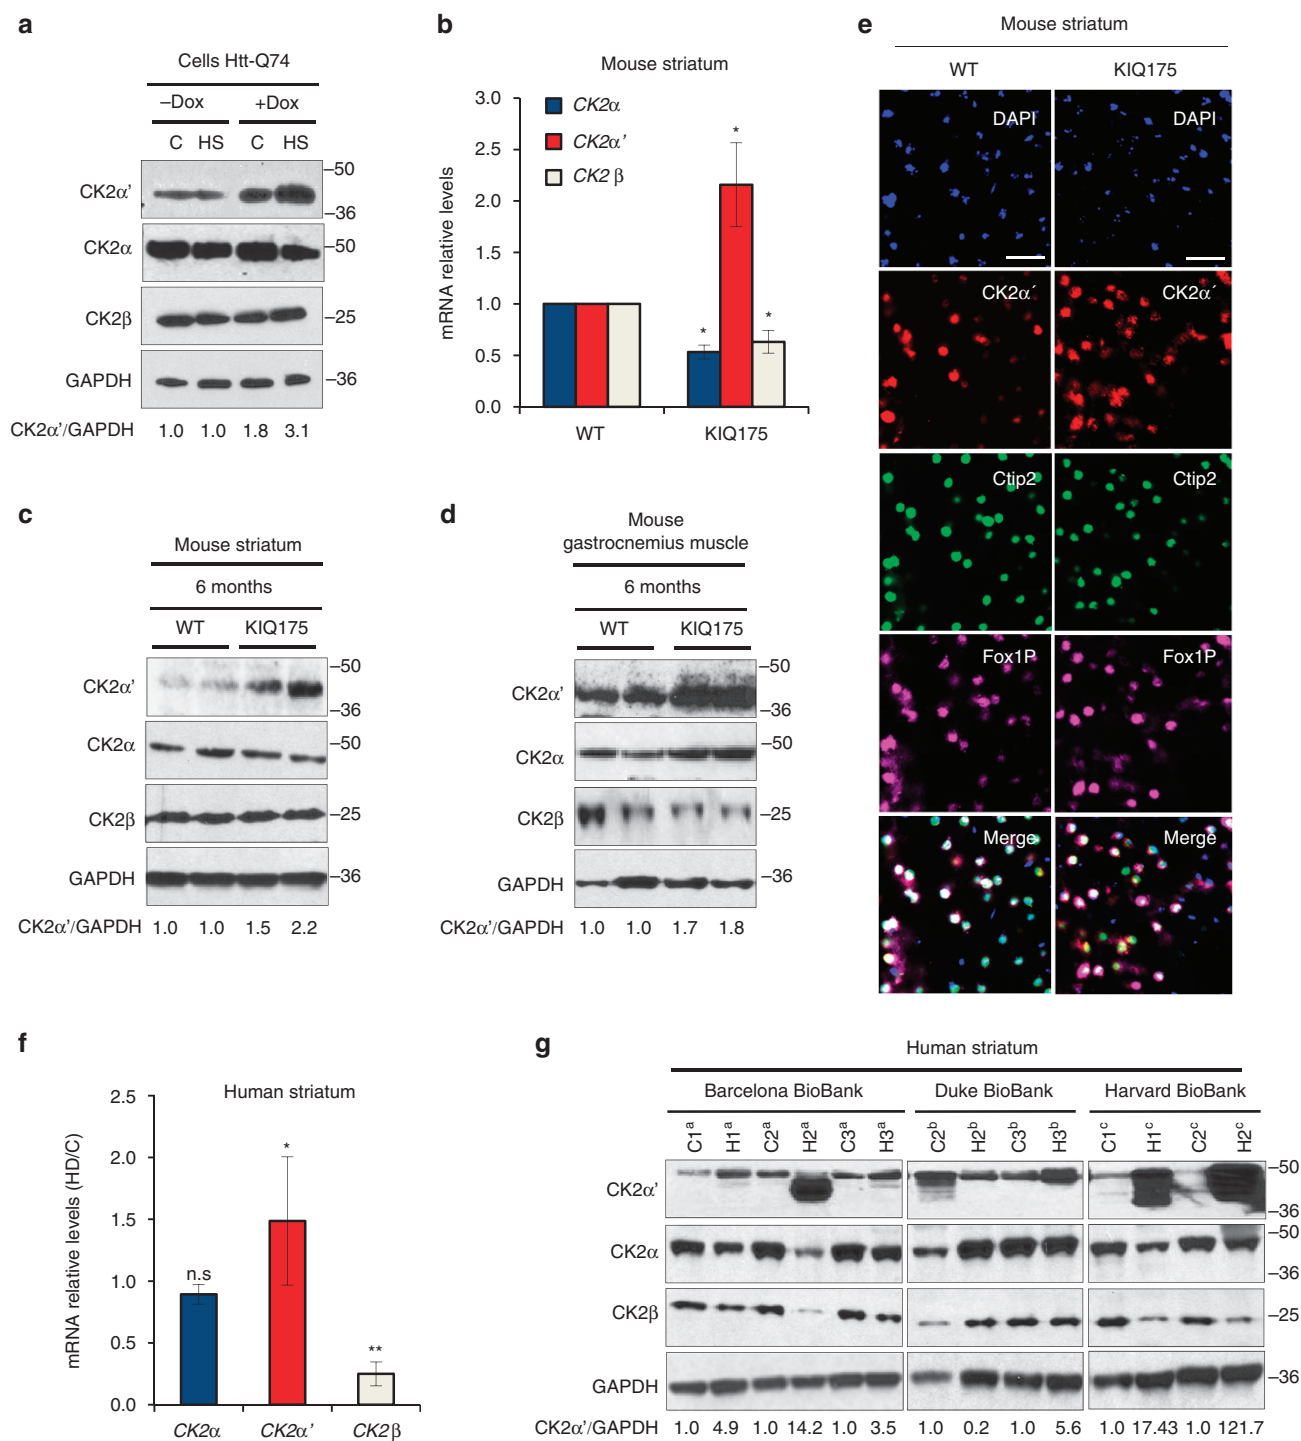 a
Cells Htt-Q74
–Dox +Dox
C HS C HS
CK2α’ –50
–36
CK2α –50
CK2β –25
GAPDH –36
CK2α’/GAPDH 1.0 1.0 1.8 3.1
b
Mouse striatum
mRNA relative levels
3.0
2.5
2.0
1.5
1.0
0.5
0.0
CK2α
CK2α’
CK2 β
* * *
WT KIQ175
c
Mouse striatum
6 months
WT KIQ175
CK2α’ –50
–36
CK2α –50
CK2β –25
GAPDH –36
CK2α’/GAPDH 1.0 1.0 1.5 2.2
d
Mouse
gastrocnemius muscle
6 months
WT KIQ175
CK2α’ –50
–36
CK2α –50
CK2β –25
GAPDH –36
CK2α’/GAPDH 1.0 1.0 1.7 1.8
e
Mouse striatum
WT KIQ175
DAPI DAPI
CK2α´ CK2α´
Ctip2 Ctip2
Fox1P Fox1P
Merge Merge
f
Human striatum
mRNA relative levels (HD/C)
2.5
2.0
1.5
1.0
0.5
0.0
n.s * **
CK2α CK2α’ CK2β
g
Human striatum
Barcelona BioBank Duke BioBank Harvard BioBank
C1ᵃ H1ᵃ C2ᵃ H2ᵃ C3ᵃ H3ᵃ C2ᵇ H2ᵇ C3ᵇ H3ᵇ C1ᶜ H1ᶜ C2ᶜ H2ᶜ
CK2α’ –50
–36
CK2α –50
–36
CK2β –25
GAPDH –36
CK2α’/GAPDH 1.0 4.9 1.0 14.2 1.0 3.5 1.0 0.2 1.0 5.6 1.0 17.43 1.0 121.7